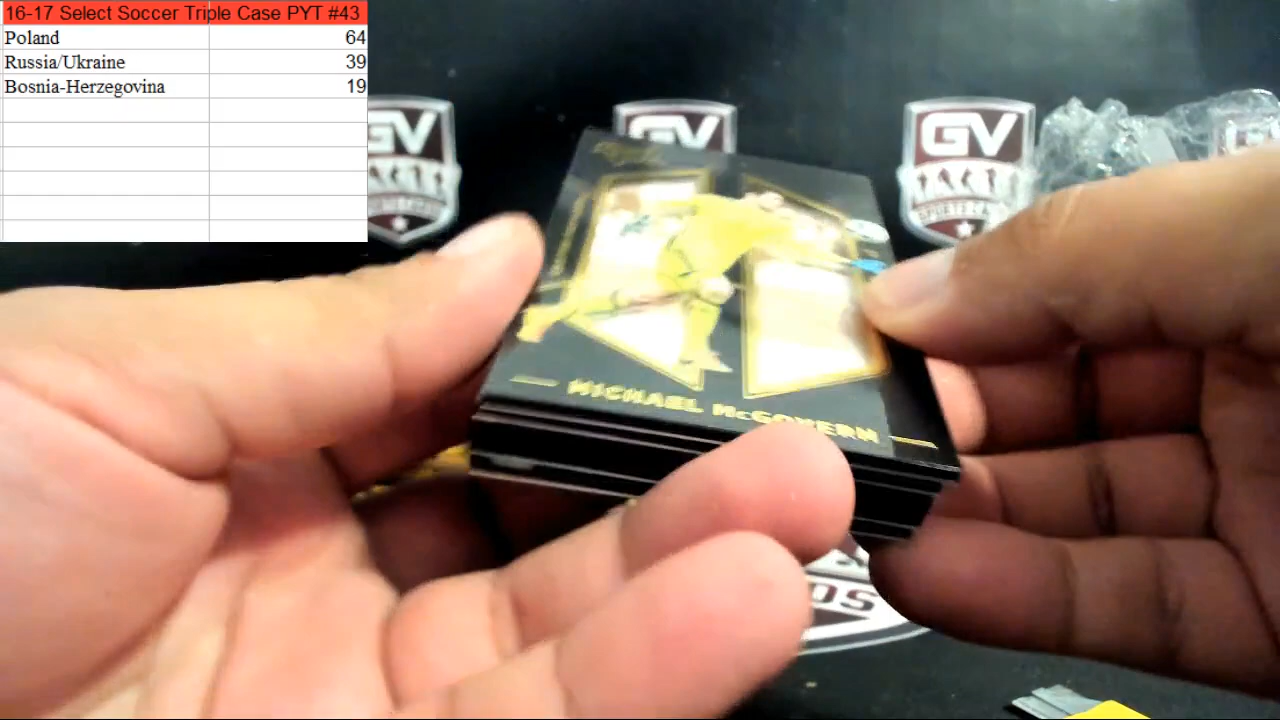 16-17 Select Soccer Triple Case PYT #43
Poland 64
Russia/Ukraine 39
Bosnia-Herzegovina 19
GV GV
MICHAEL McGOVERN